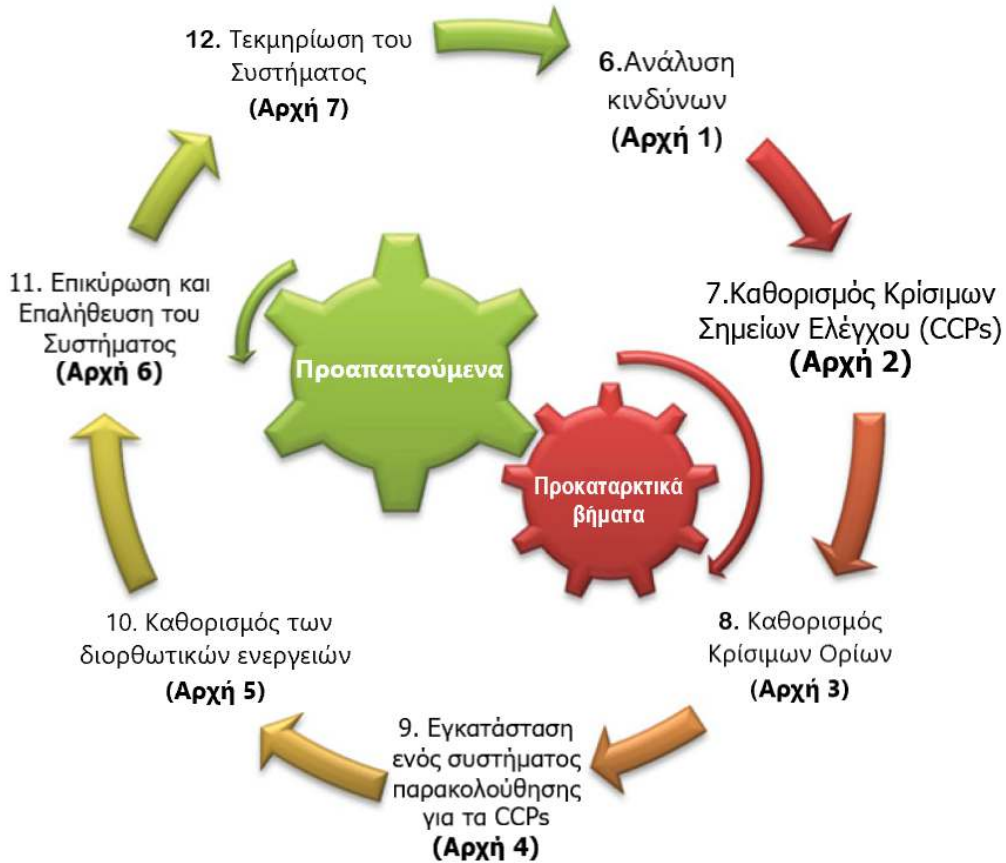 12. Τεκμηρίωση του
Συστήματος
(Αρχή 7)
6.Ανάλυση
κινδύνων
(Αρχή 1)
7.Καθορισμός Κρίσιμων
Σημείων Ελέγχου (CCPs)
(Αρχή 2)
8. Καθορισμός
Κρίσιμων Ορίων
(Αρχή 3)
9. Εγκατάσταση
ενός συστήματος
παρακολούθησης
για τα CCPs
(Αρχή 4)
10. Καθορισμός των
διορθωτικών ενεργειών
(Αρχή 5)
11. Επικύρωση και
Επαλήθευση του
Συστήματος
(Αρχή 6)
Προαπαιτούμενα
Προκαταρκτικά
βήματα